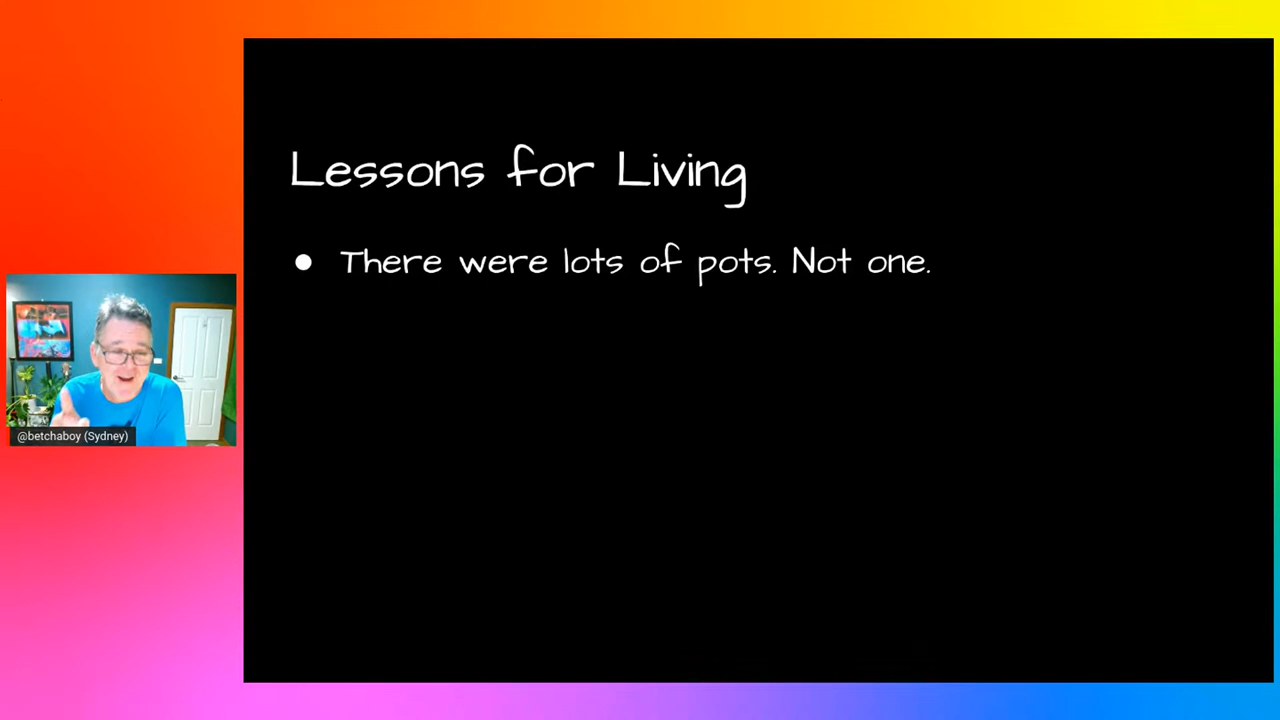 Lessons for Living
There were lots of pots. Not one.
@betchaboy (Sydney)